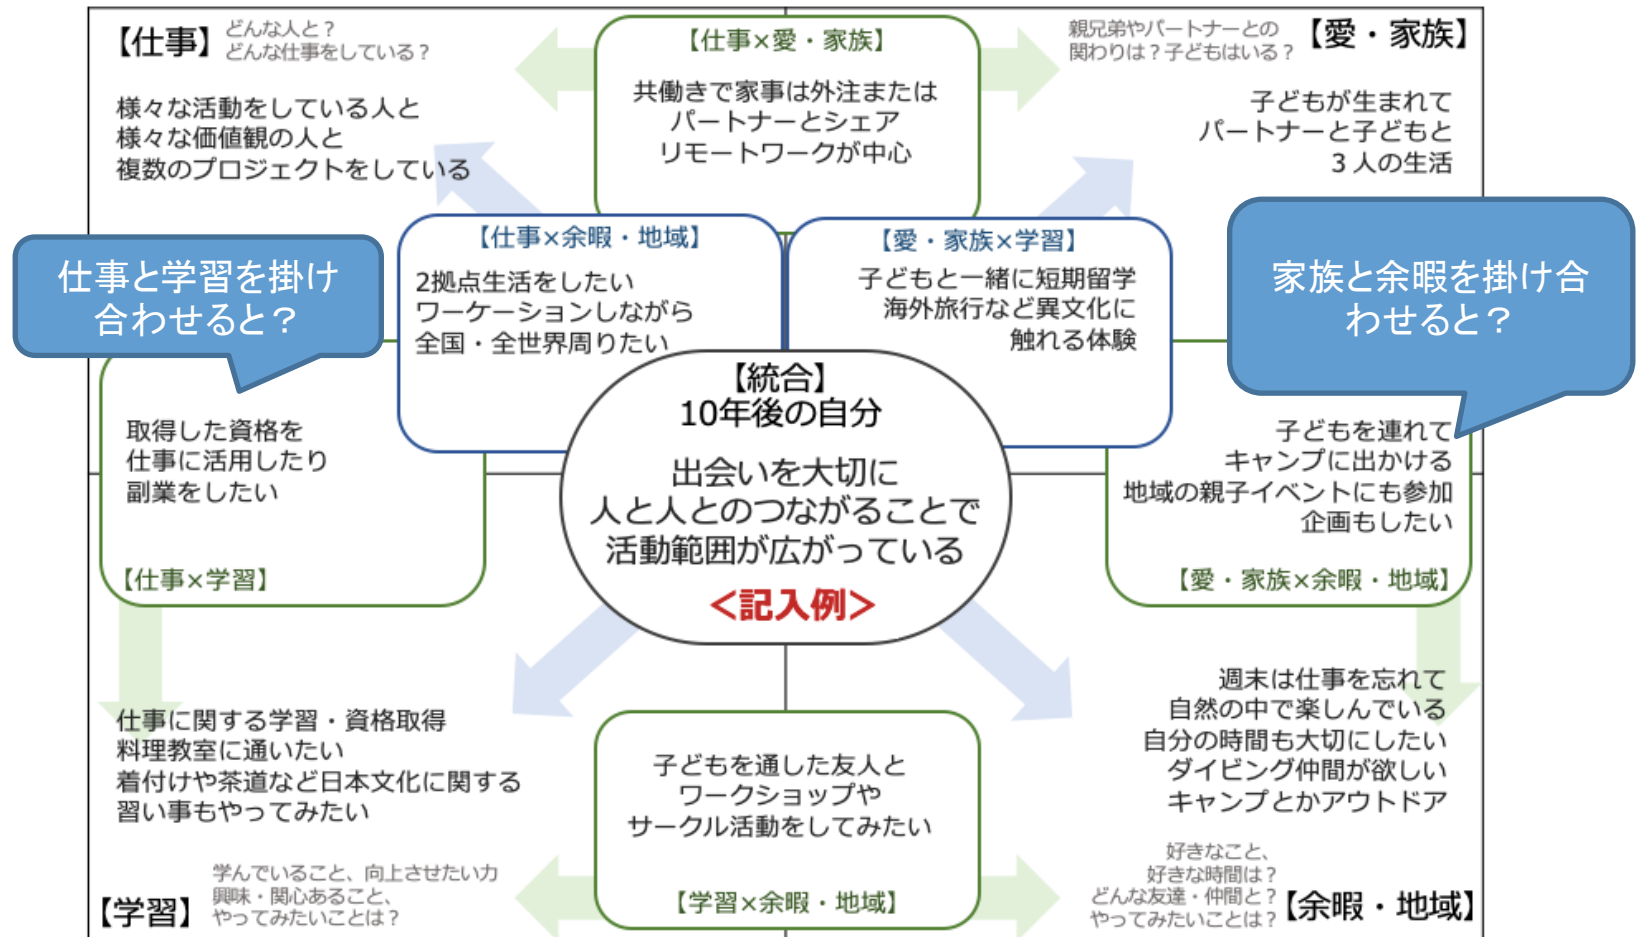 【仕事】
どんな人と？
どんな仕事をしている？
様々な活動をしている人と
様々な価値観の人と
複数のプロジェクトをしている
【仕事×愛・家族】
共働きで家事は外注または
パートナーとシェア
リモートワークが中心
親兄弟やパートナーとの
関わりは？子どもはいる？
【愛・家族】
子どもが生まれて
パートナーと子どもと
３人の生活
仕事と学習を掛け
合わせると？
【仕事×余暇・地域】
2拠点生活をしたい
ワーケーションしながら
全国・全世界周りたい
【愛・家族×学習】
子どもと一緒に短期留学
海外旅行など異文化に
触れる体験
家族と余暇を掛け合
わせると？
取得した資格を
仕事に活用したり
副業をしたい
【仕事×学習】
【統合】
10年後の自分
出会いを大切に
人と人とのつながることで
活動範囲が広がっている
<記入例>
子どもを連れて
キャンプに出かける
地域の親子イベントにも参加
企画もしたい
【愛・家族×余暇・地域】
仕事に関する学習・資格取得
料理教室に通いたい
着付けや茶道など日本文化に関する
習い事もやってみたい
【学習】
学んでいること、向上させたい力
興味・関心あること、
やってみたいことは？
子どもを通した友人と
ワークショップや
サークル活動をしてみたい
【学習×余暇・地域】
週末は仕事を忘れて
自然の中で楽しんでいる
自分の時間も大切にしたい
ダイビング仲間が欲しい
キャンプとかアウトドア
好きなこと、
好きな時間は？
どんな友達・仲間と？
やってみたいことは？
【余暇・地域】